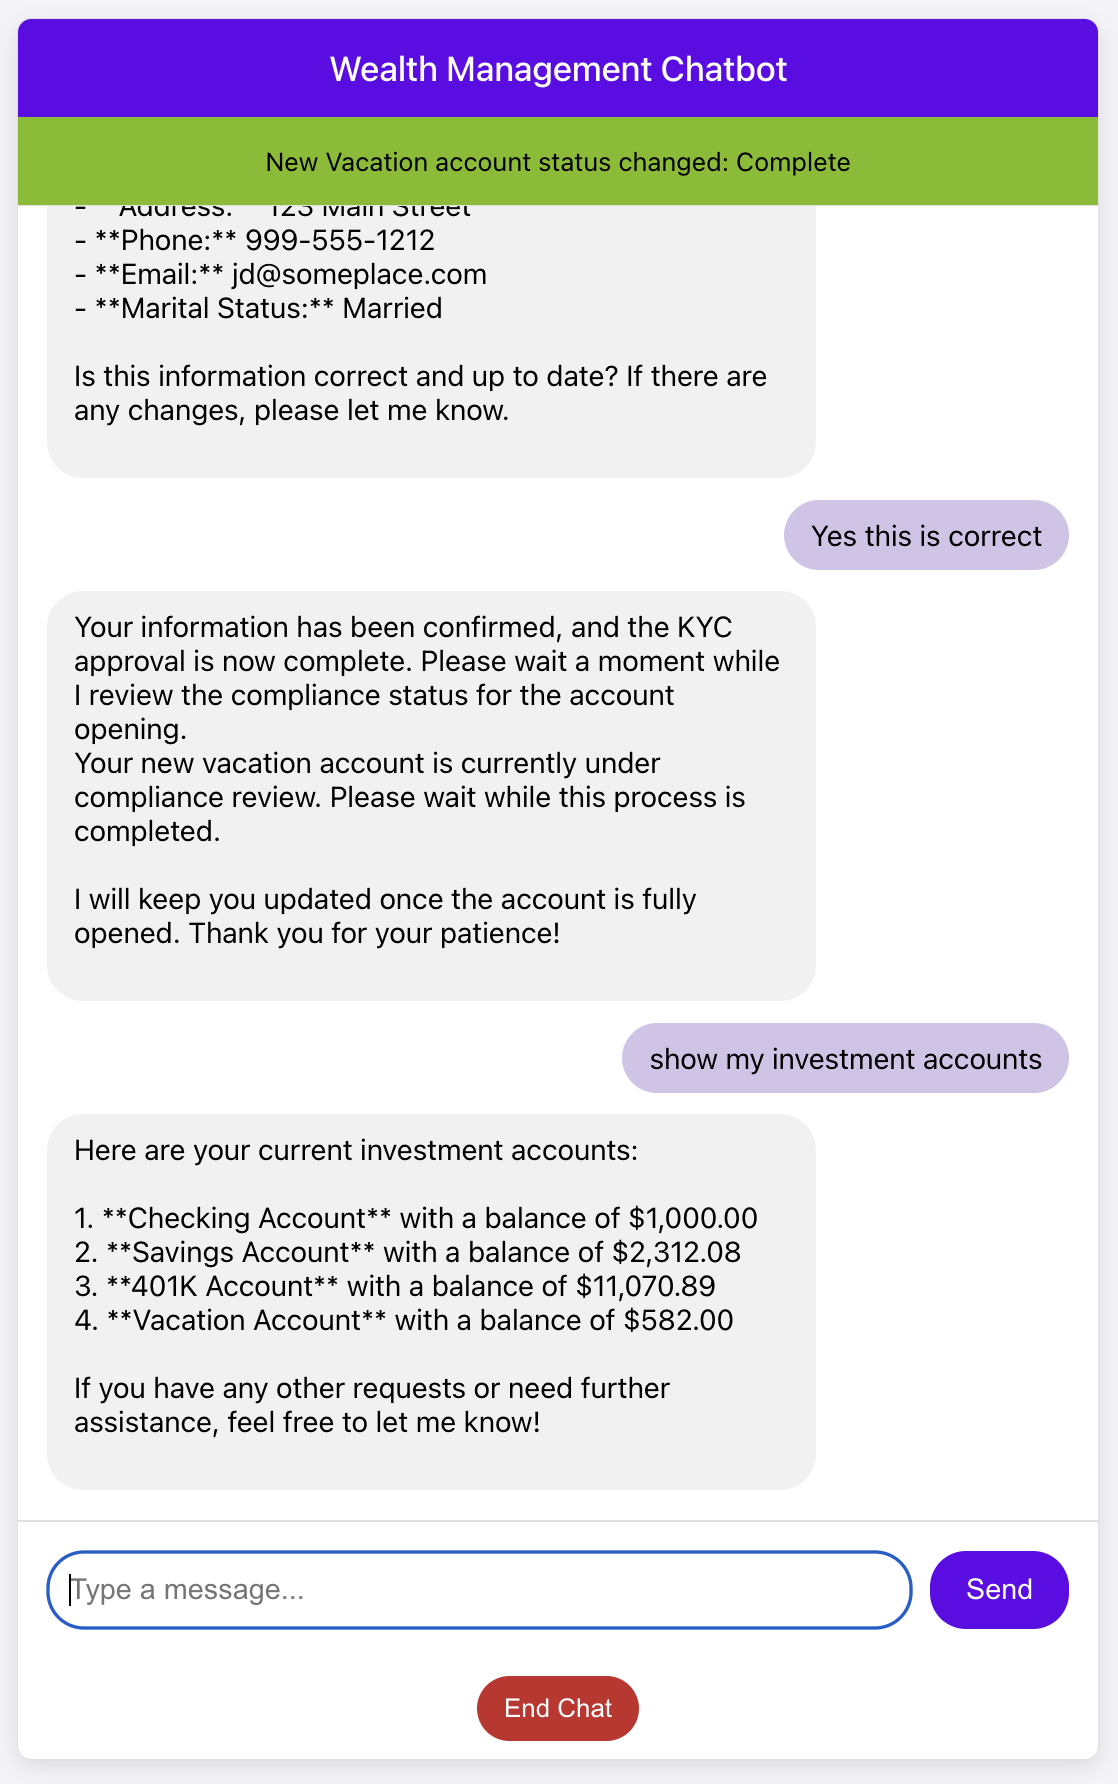 Wealth Management Chatbot
New Vacation account status changed: Complete
- **Address:** 123 Main Street
- **Phone:** 999-555-1212
- **Email:** jd@someplace.com
- **Marital Status:** Married
Is this information correct and up to date? If there are
any changes, please let me know.
Yes this is correct
Your information has been confirmed, and the KYC
approval is now complete. Please wait a moment while
I review the compliance status for the account
opening.
Your new vacation account is currently under
compliance review. Please wait while this process is
completed.
I will keep you updated once the account is fully
opened. Thank you for your patience!
show my investment accounts
Here are your current investment accounts:
1. **Checking Account** with a balance of $1,000.00
2. **Savings Account** with a balance of $2,312.08
3. **401K Account** with a balance of $11,070.89
4. **Vacation Account** with a balance of $582.00
If you have any other requests or need further
assistance, feel free to let me know!
Type a message...
Send
End Chat